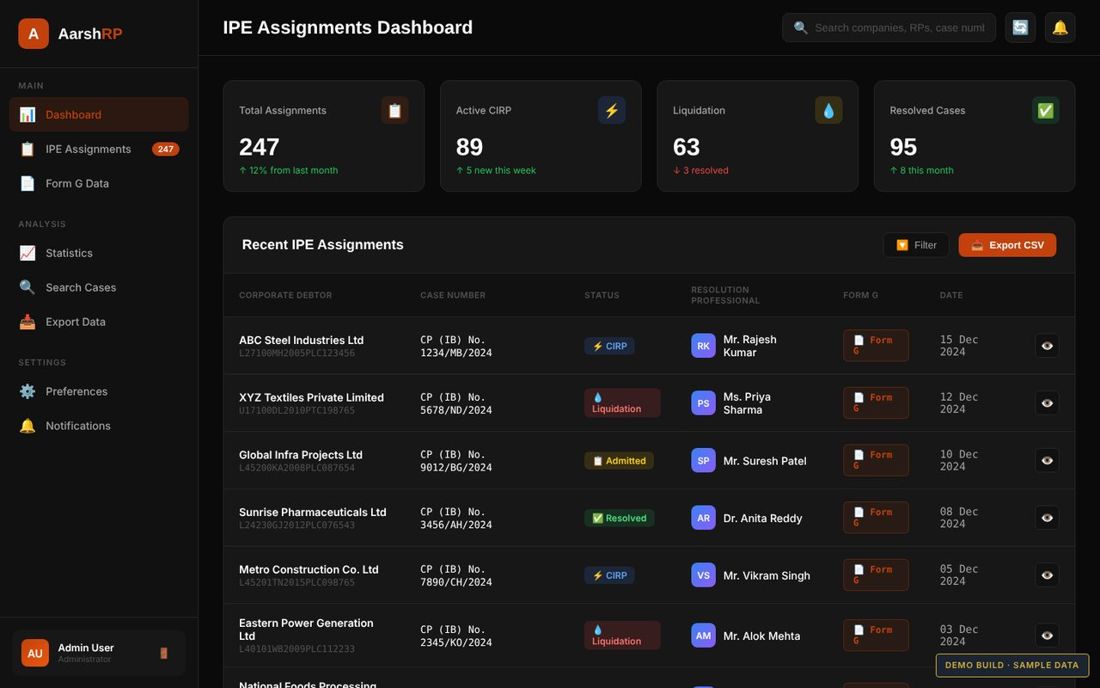 A AarshRP
IPE Assignments Dashboard
Search companies, RPs, case numl
MAIN
Dashboard
IPE Assignments 247
Form G Data
ANALYSIS
Statistics
Search Cases
Export Data
SETTINGS
Preferences
Notifications
AU Admin User
Administrator
Total Assignments
247
↑ 12% from last month
Active CIRP
89
↑ 5 new this week
Liquidation
63
↓ 3 resolved
Resolved Cases
95
↑ 8 this month
Recent IPE Assignments
Filter
Export CSV
CORPORATE DEBTOR
CASE NUMBER
STATUS
RESOLUTION
PROFESSIONAL
FORM G
DATE
ABC Steel Industries Ltd
L27100MH2005PLC123456
CP (IB) No.
1234/MB/2024
CIRP
RK
Mr. Rajesh
Kumar
Form
G
15 Dec
2024
XYZ Textiles Private Limited
U17100DL2010PTC198765
CP (IB) No.
5678/ND/2024
Liquidation
PS
Ms. Priya
Sharma
Form
G
12 Dec
2024
Global Infra Projects Ltd
L45200KA2008PLC087654
CP (IB) No.
9012/BG/2024
Admitted
SP
Mr. Suresh Patel
Form
G
10 Dec
2024
Sunrise Pharmaceuticals Ltd
L24230GJ2012PLC076543
CP (IB) No.
3456/AH/2024
Resolved
AR
Dr. Anita Reddy
Form
G
08 Dec
2024
Metro Construction Co. Ltd
L45201TN2015PLC098765
CP (IB) No.
7890/CH/2024
CIRP
VS
Mr. Vikram Singh
Form
G
05 Dec
2024
Eastern Power Generation
Ltd
L40101WB2009PLC112233
CP (IB) No.
2345/KO/2024
Liquidation
AM
Mr. Alok Mehta
Form
G
03 Dec
2024
National Foods Processing
DEMO BUILD · SAMPLE DATA